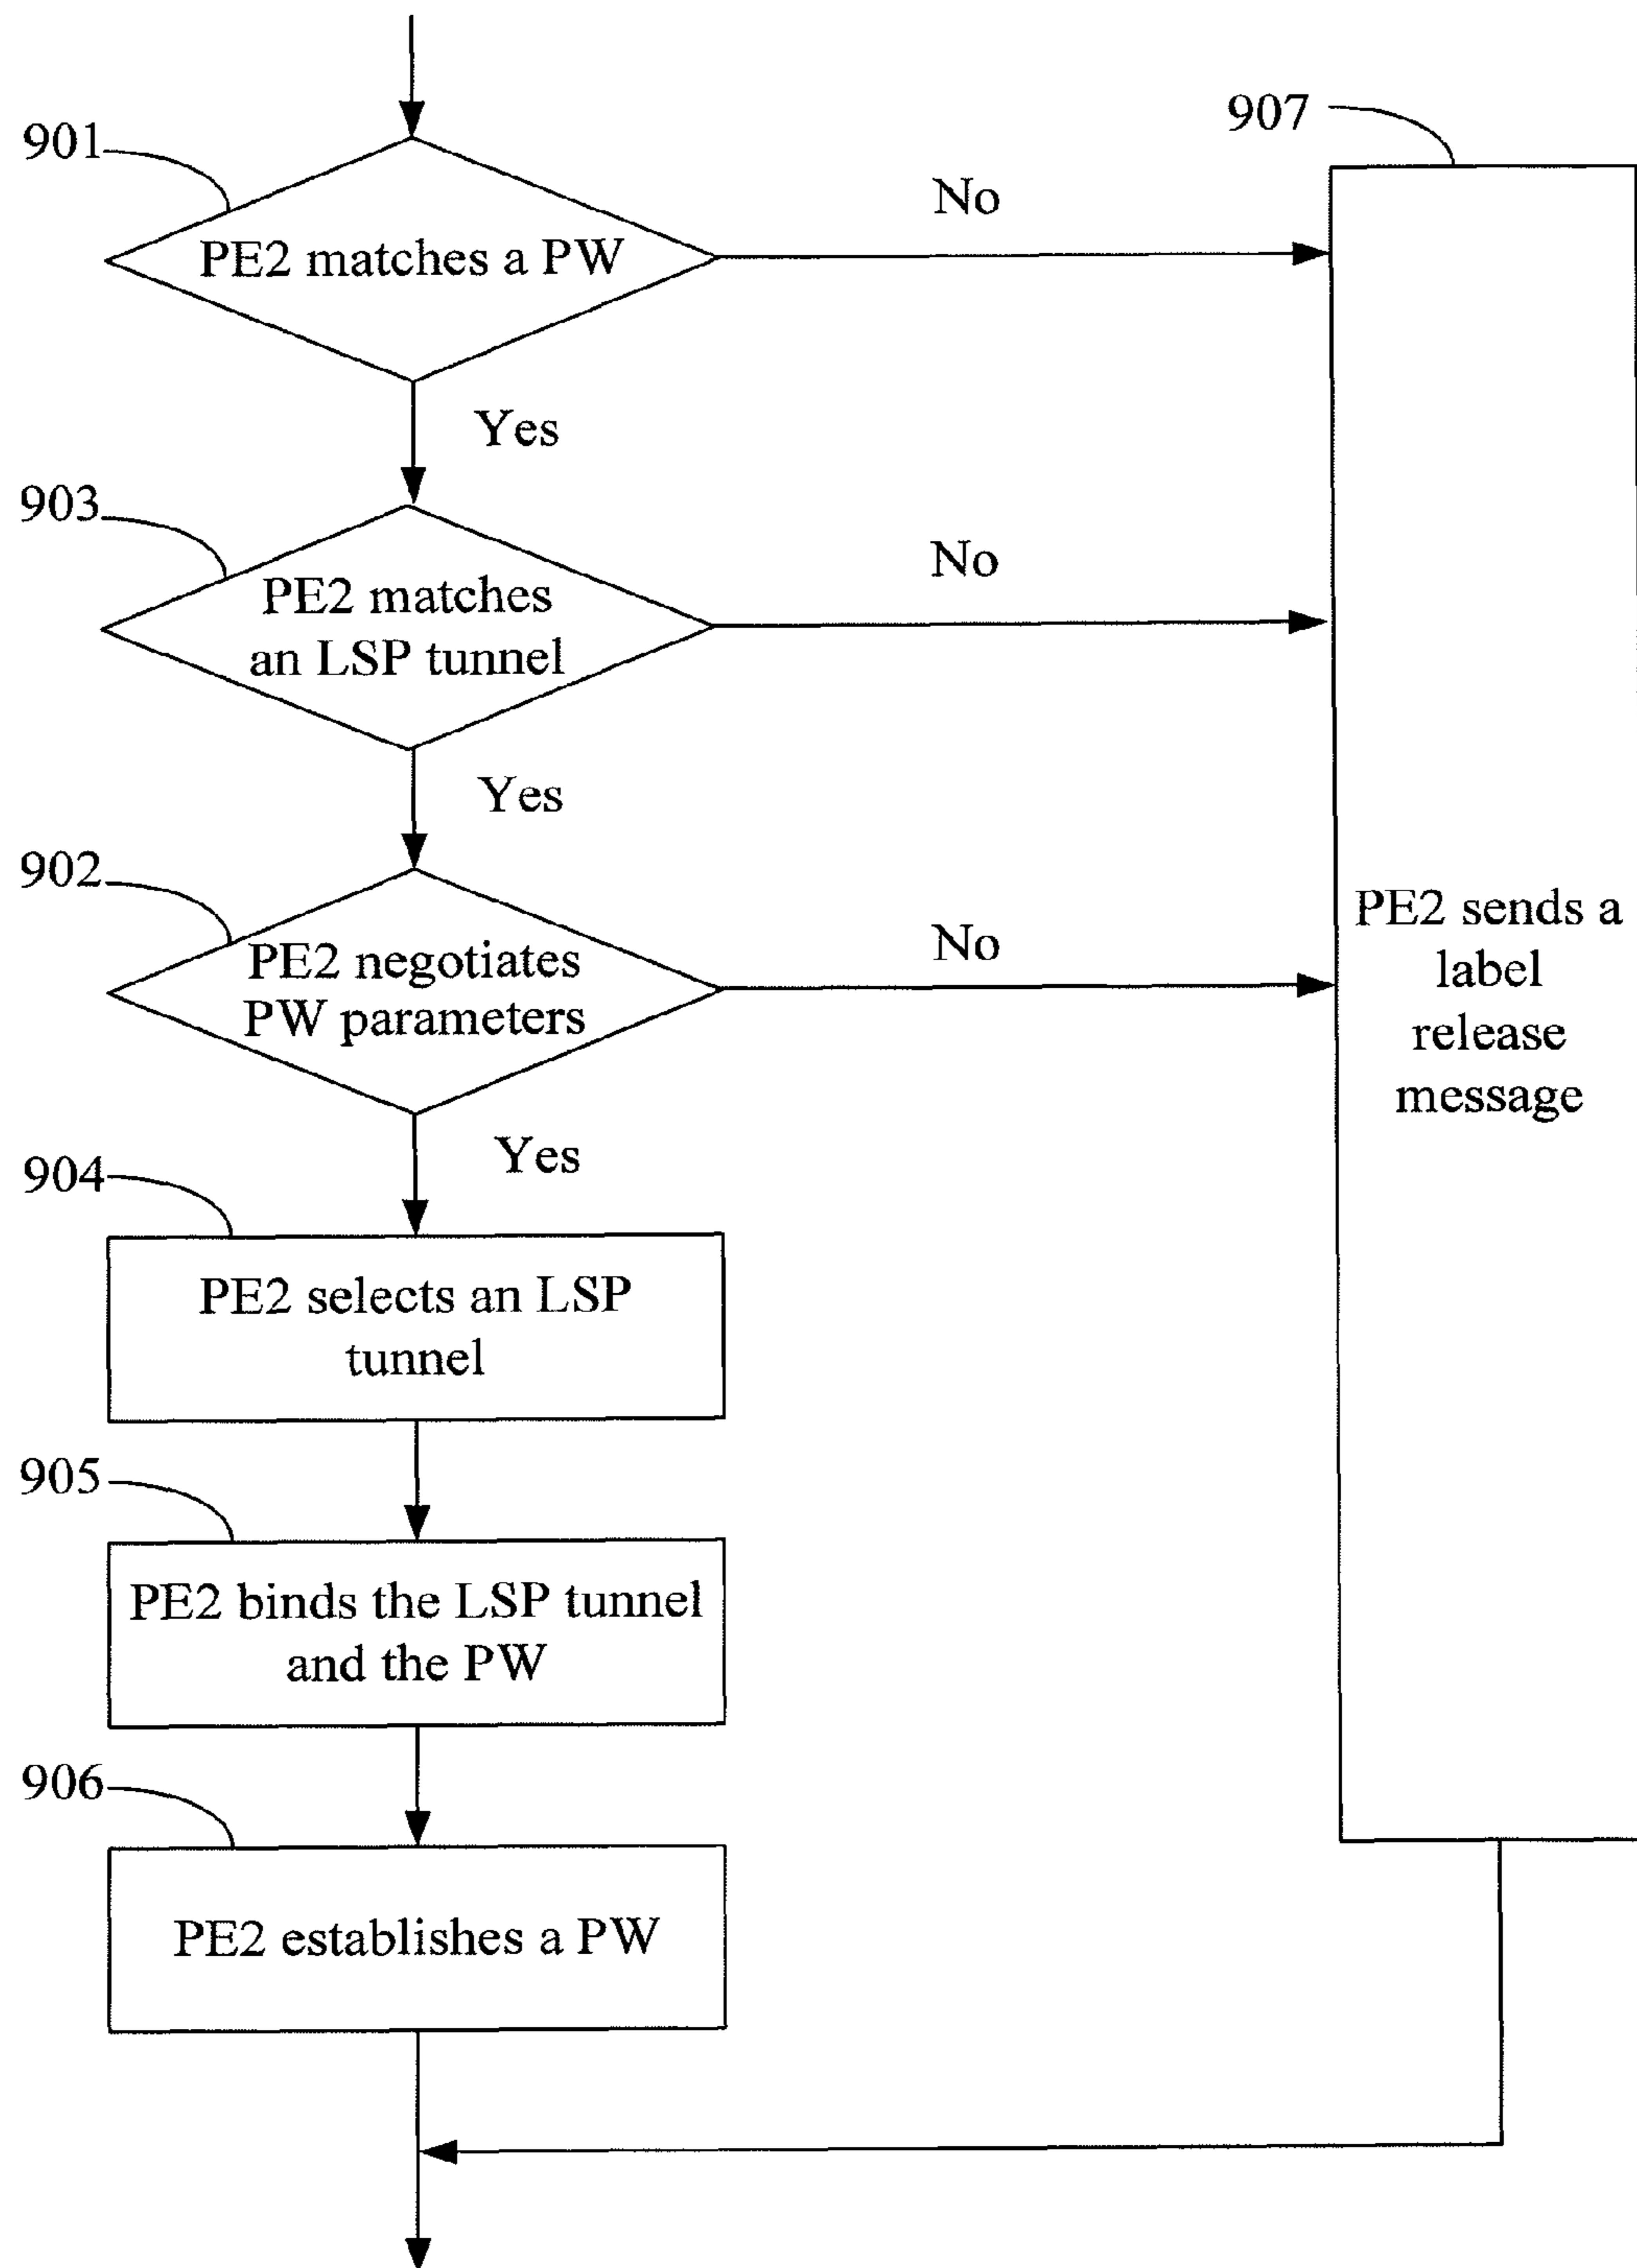 901
PE2 matches a PW
No
907
Yes
903
PE2 matches
an LSP tunnel
No
Yes
902
PE2 negotiates
PW parameters
No
PE2 sends a
label
release
message
Yes
904
PE2 selects an LSP
tunnel
905
PE2 binds the LSP tunnel
and the PW
906
PE2 establishes a PW